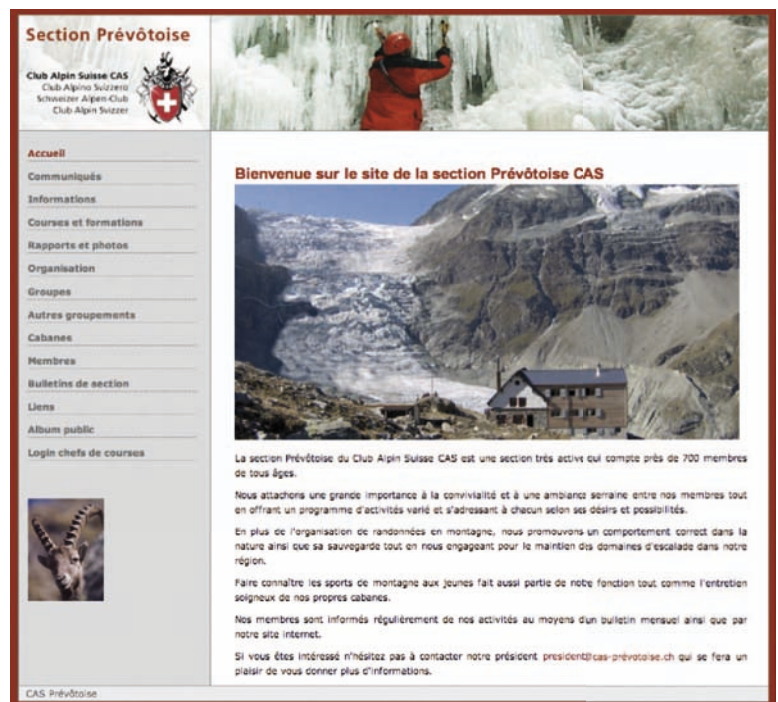 Section Prévôtoise
Club Alpin Suisse CAS
Club Alpino Svizzero
Schweizer Alpen-Club
Club Alpin Svizzer
Accueil
Communiqués
Informations
Courses et formations
Rapports et photos
Organisation
Groupes
Autres groupements
Cabanes
Membres
Bulletins de section
Liens
Album public
Login chefs de courses
Bienvenue sur le site de la section Prévôtoise CAS
La section Prévôtoise du Club Alpin Suisse CAS est une section très active qui compte près de 700 membres
de tous âges.
Nous attachons une grande importance à la convivialité et à une ambiance serraine entre nos membres tout
en offrant un programme d'activités varié et s'adressant à chacun selon ses désirs et possibilités.
En plus de l'organisation de randonnées en montagne, nous promouvons un comportement correct dans la
nature ainsi que sa sauvegarde tout en nous engageant pour le maintien des domaines d'escalade dans notre
région.
Faire connaître les sports de montagne aux jeunes fait aussi partie de notre fonction tout comme l'entretien
soigneux de nos propres cabanes.
Nos membres sont informés régulièrement de nos activités au moyens d'un bulletin mensuel ainsi que par
notre site internet.
Si vous êtes intéressé n'hésitez pas à contacter notre président president@cas-prevotoise.ch qui se fera un
plaisir de vous donner plus d'informations.
CAS Prévôtoise